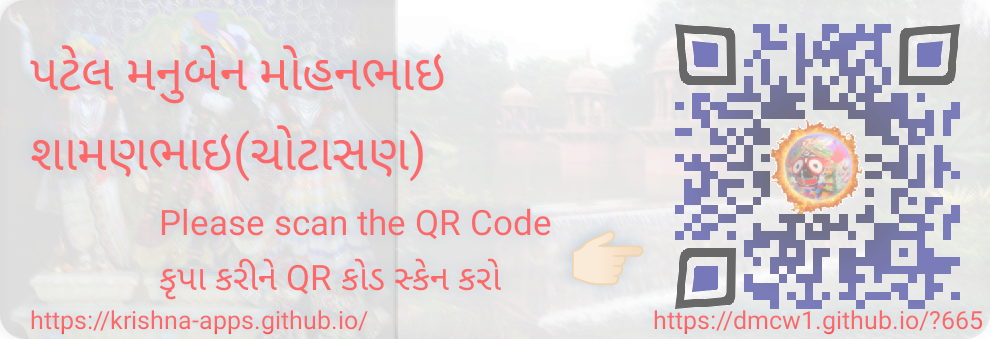 પટેલ મનુબેન મોહનભાઇ
શામણભાઇ(ચોટાસણ)
Please scan the QR Code
કૃપા કરીને QR કોડ સ્કેન કરો
https://krishna-apps.github.io/
https://dmcw1.github.io/?665